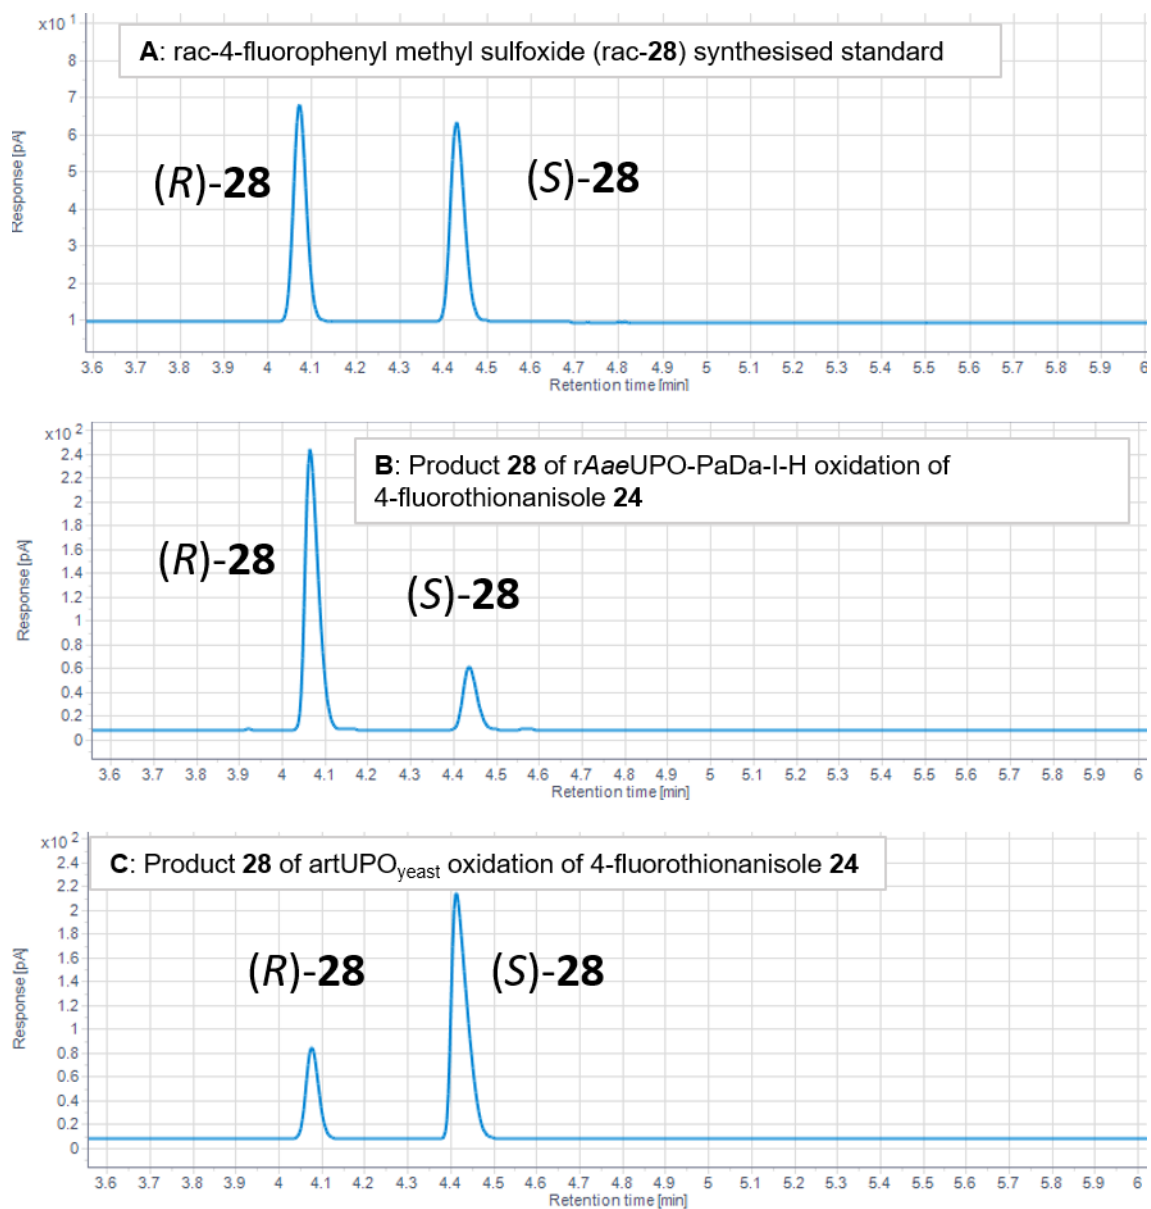 x10 1
A: rac-4-fluorophenyl methyl sulfoxide (rac-28) synthesised standard
8
7
6
5
4
3
2
1
Response [pA]
(R)-28
(S)-28
3.6 3.7 3.8 3.9 4 4.1 4.2 4.3 4.4 4.5 4.6 4.7 4.8 4.9 5 5.1 5.2 5.3 5.4 5.5 5.6 5.7 5.8 5.9 6
Retention time [min]
x10 2
B: Product 28 of rAaeUPO-PaDa-I-H oxidation of
4-fluorothionanisole 24
2.4
2.2
2
1.8
1.6
1.4
1.2
1
0.8
0.6
0.4
0.2
0
Response [pA]
(R)-28
(S)-28
3.6 3.7 3.8 3.9 4 4.1 4.2 4.3 4.4 4.5 4.6 4.7 4.8 4.9 5 5.1 5.2 5.3 5.4 5.5 5.6 5.7 5.8 5.9 6
Retention time [min]
x10 2
C: Product 28 of artUPOyeast oxidation of 4-fluorothionanisole 24
2.4
2.2
2
1.8
1.6
1.4
1.2
1
0.8
0.6
0.4
0.2
0
Response [pA]
(R)-28
(S)-28
3.6 3.7 3.8 3.9 4 4.1 4.2 4.3 4.4 4.5 4.6 4.7 4.8 4.9 5 5.1 5.2 5.3 5.4 5.5 5.6 5.7 5.8 5.9 6
Retention time [min]